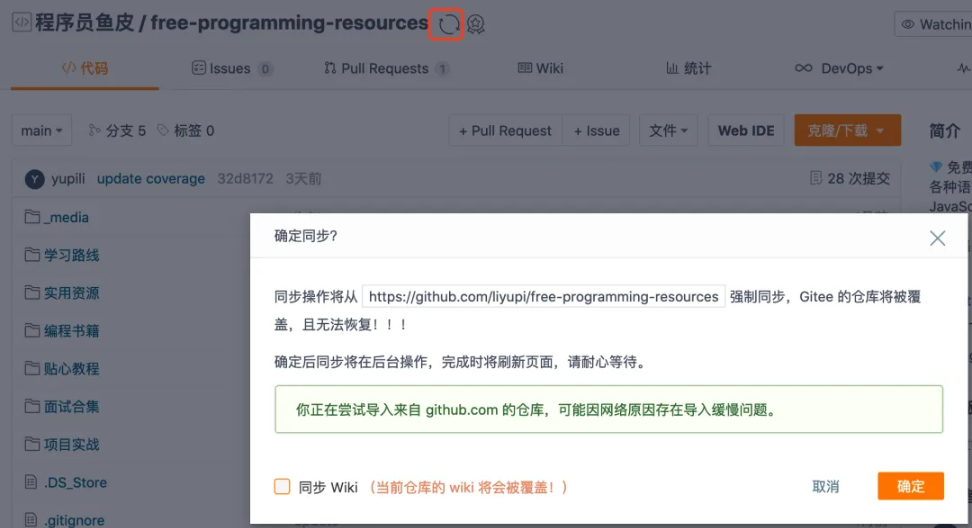 程序员鱼皮 / free-programming-resources
Watchin
代码 Issues 0 Pull Requests 1 Wiki 统计 DevOps
main 分支 5 标签 0 + Pull Request + Issue 文件 Web IDE 克隆/下载 简介
Y yupili update coverage 32d8172 3天前 28 次提交
免费
各种语
JavaSc
_media
学习路线
实用资源
编程书籍
贴心教程
面试合集
项目实战
.DS_Store
.gitignore
确定同步?
同步操作将从 https://github.com/liyupi/free-programming-resources 强制同步，Gitee 的仓库将被覆
盖，且无法恢复！！！
确定后同步将在后台操作，完成时将刷新页面，请耐心等待。
你正在尝试导入来自 github.com 的仓库，可能因网络原因存在导入缓慢问题。
同步 Wiki （当前仓库的 wiki 将会被覆盖！）
取消 确定